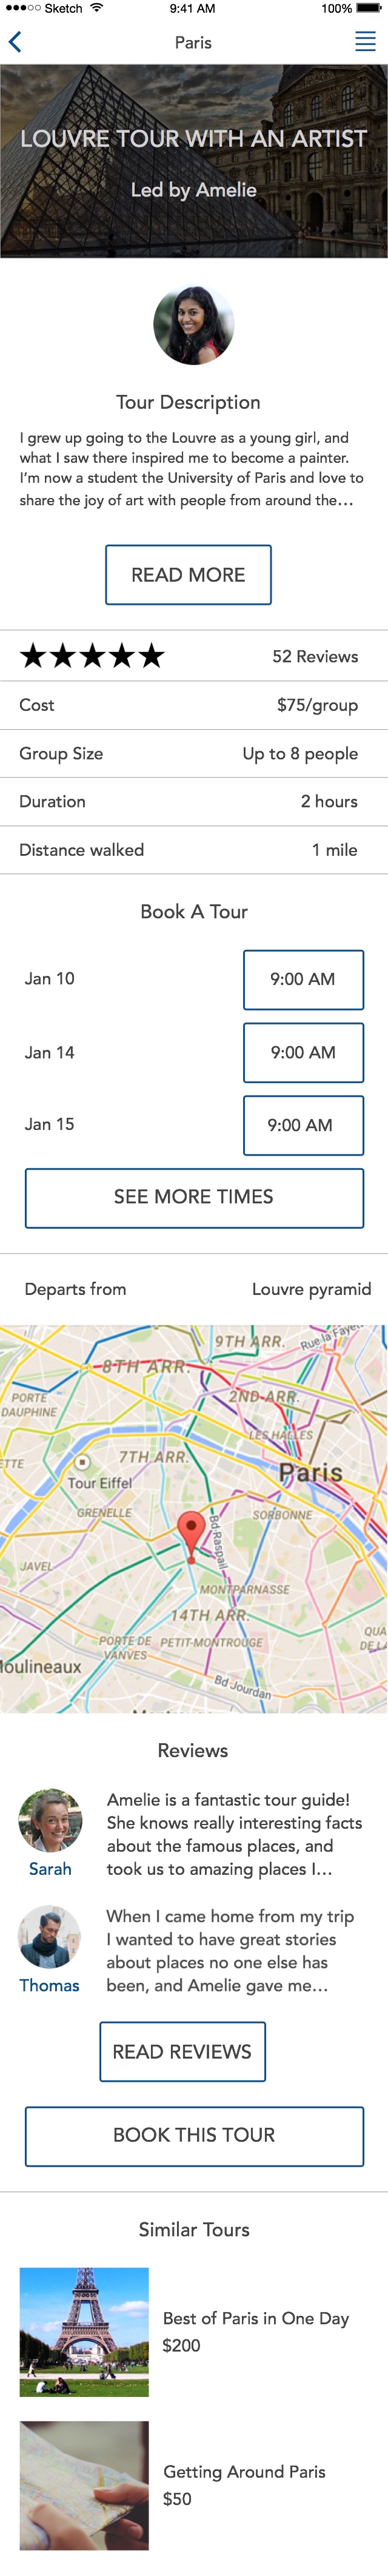 Sketch 9:41 AM 100%
Paris
LOUVRE TOUR WITH AN ARTIST
Led by Amelie
Tour Description
I grew up going to the Louvre as a young girl, and
what I saw there inspired me to become a painter.
I'm now a student the University of Paris and love to
share the joy of art with people from around the...
READ MORE
52 Reviews
Cost $75/group
Group Size Up to 8 people
Duration 2 hours
Distance walked 1 mile
Book A Tour
Jan 10 9:00 AM
Jan 14 9:00 AM
Jan 15 9:00 AM
SEE MORE TIMES
Departs from Louvre pyramid
9TH ARR.
Rue la Fayet
8TH ARR.
PORTE
DAUPHINE
2ND ARR.
LES HALLES
ETTE
7TH ARR.
Paris
Tour Eiffel
GRENELLE
SORBONNE
Bd Raspail
JAVEL
MONTPARNASSE
14TH ARR.
PORTE DE
VANVES
PETIT-MONTROUGE
QUA
DE LA
Moulineaux
Bd Jourdan
Reviews
Amelie is a fantastic tour guide!
She knows really interesting facts
about the famous places, and
took us to amazing places I...
Sarah
When I came home from my trip
I wanted to have great stories
about places no one else has
been, and Amelie gave me...
Thomas
READ REVIEWS
BOOK THIS TOUR
Similar Tours
Best of Paris in One Day
$200
Getting Around Paris
$50